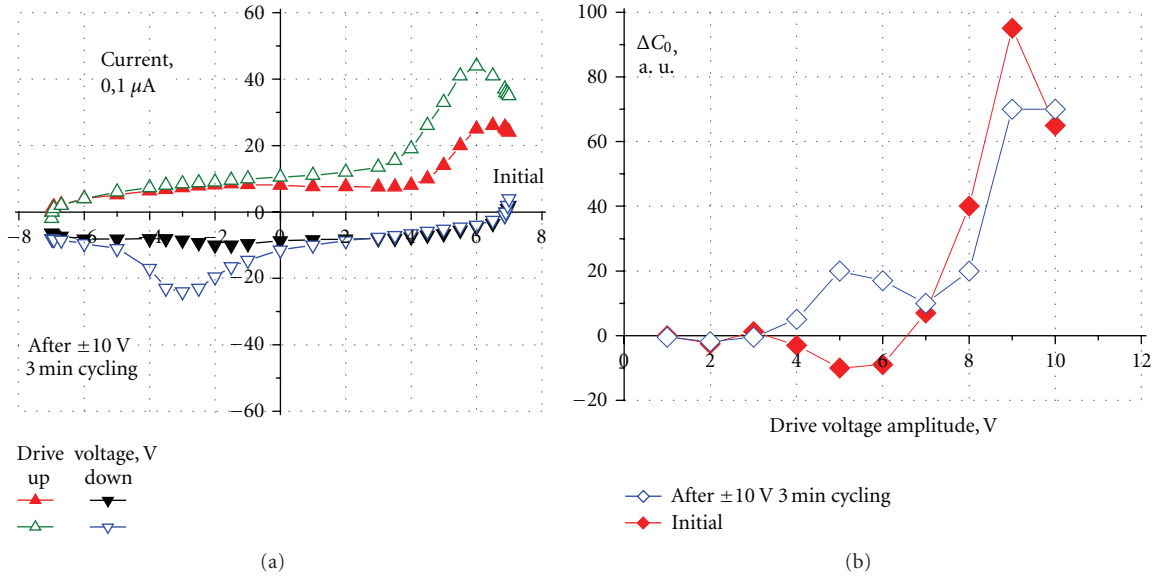 60
40
20
0
−20
−40
−60
−8
−6
−4
−2
0
2
4
6
8
Current,
0,1 μA
Initial
After ±10 V
3 min cycling
Drive voltage, V
up down
(a)
100
80
60
40
20
0
−20
0
2
4
6
8
10
12
ΔC₀,
a. u.
Drive voltage amplitude, V
After ±10 V 3 min cycling
Initial
(b)